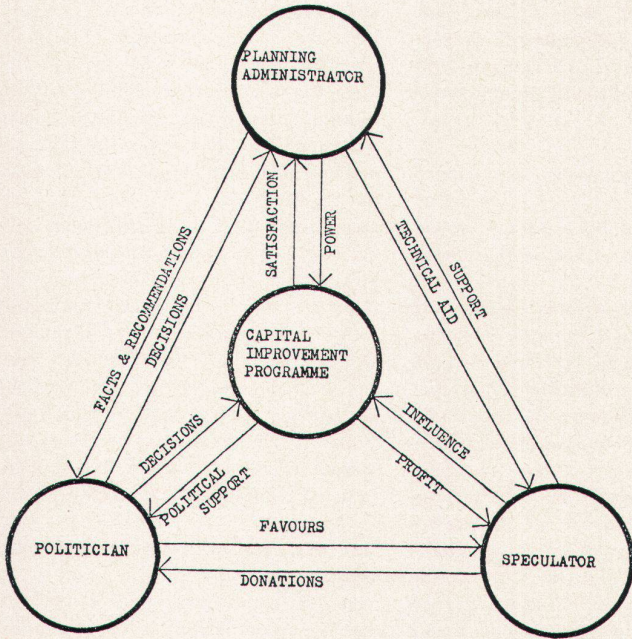 PLANNING
ADMINISTRATOR
SATISFACTION
POWER
FACTS & RECOMMENDATIONS
DECISIONS
TECHNICAL AID
SUPPORT
CAPITAL
IMPROVEMENT
PROGRAMME
DECISIONS
POLITICAL
SUPPORT
INFLUENCE
PROFIT
POLITICIAN
FAVOURS
DONATIONS
SPECULATOR